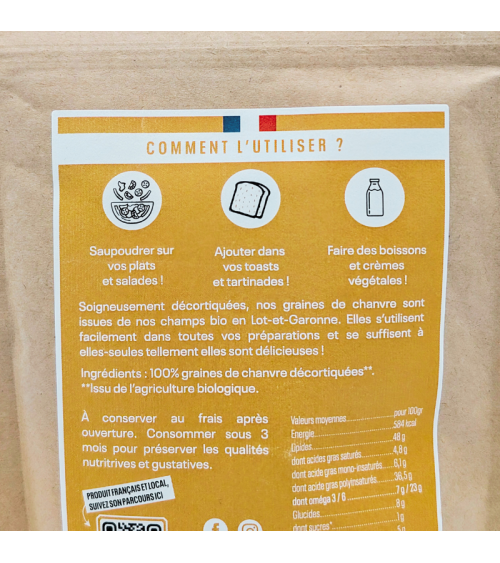 COMMENT L'UTILISER ?
Saupoudrer sur
vos plats
et salades !
Ajouter dans
vos toasts
et tartinades !
Faire des boissons
et crèmes
végétales !
Soigneusement décortiquées, nos graines de chanvre sont
issues de nos champs bio en Lot-et-Garonne. Elles s'utilisent
facilement dans toutes vos préparations et se suffisent à
elles-seules tellement elles sont délicieuses !
Ingrédients : 100% graines de chanvre décortiquées**.
**Issu de l'agriculture biologique.
À conserver au frais après
ouverture. Consommer sous 3
mois pour préserver les qualités
nutritrives et gustatives.
PRODUIT FRANÇAIS ET LOCAL,
SUIVEZ SON PARCOURS ICI
Valeurs moyennes pour 100gr
Energie 584 kcal
Lipides 48 g
dont acides gras saturés 4,8 g
dont acide gras mono-insaturés 6,1 g
dont acides gras polyinsaturés 36,5 g
dont oméga 3 / 6 7 g / 23 g
Glucides 8 g
dont sucres* 1 g